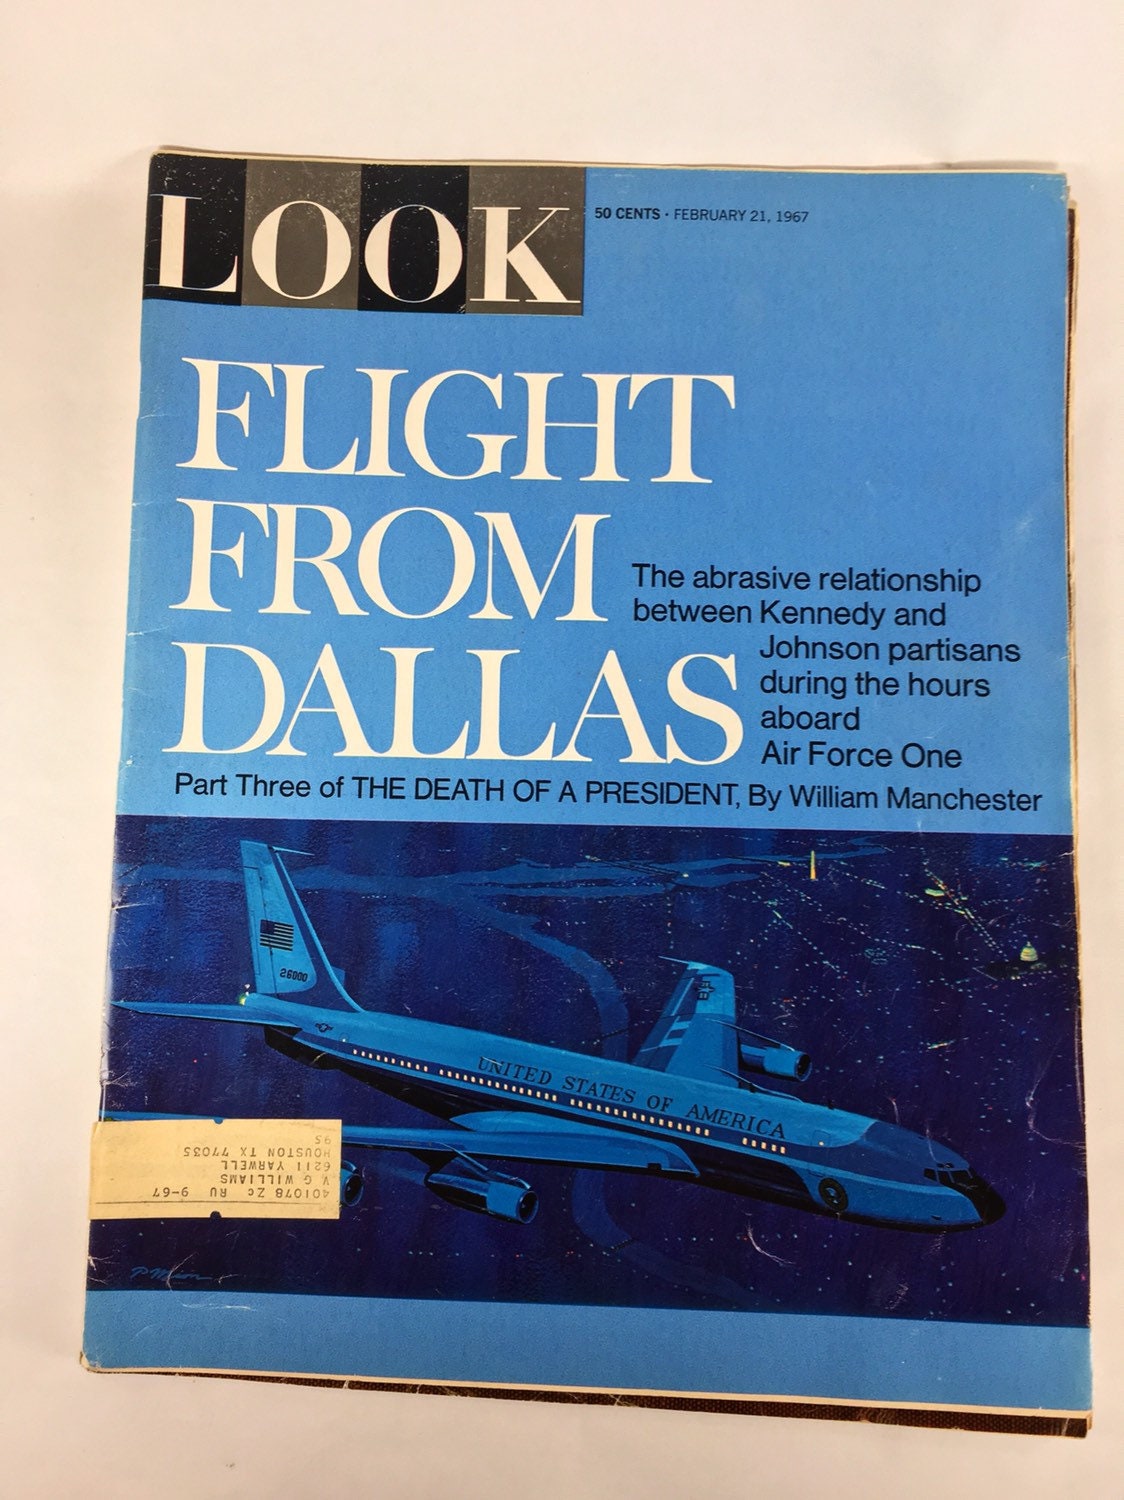 LOOK
50 CENTS · FEBRUARY 21, 1967
FLIGHT
FROM
DALLAS
The abrasive relationship
between Kennedy and
Johnson partisans
during the hours
aboard
Air Force One
Part Three of THE DEATH OF A PRESIDENT, By William Manchester
26000
UNITED STATES OF AMERICA
401078 Zc RU 9-67
V G WILLIAMS
6211 YARWELL
HOUSTON TX 77035
95